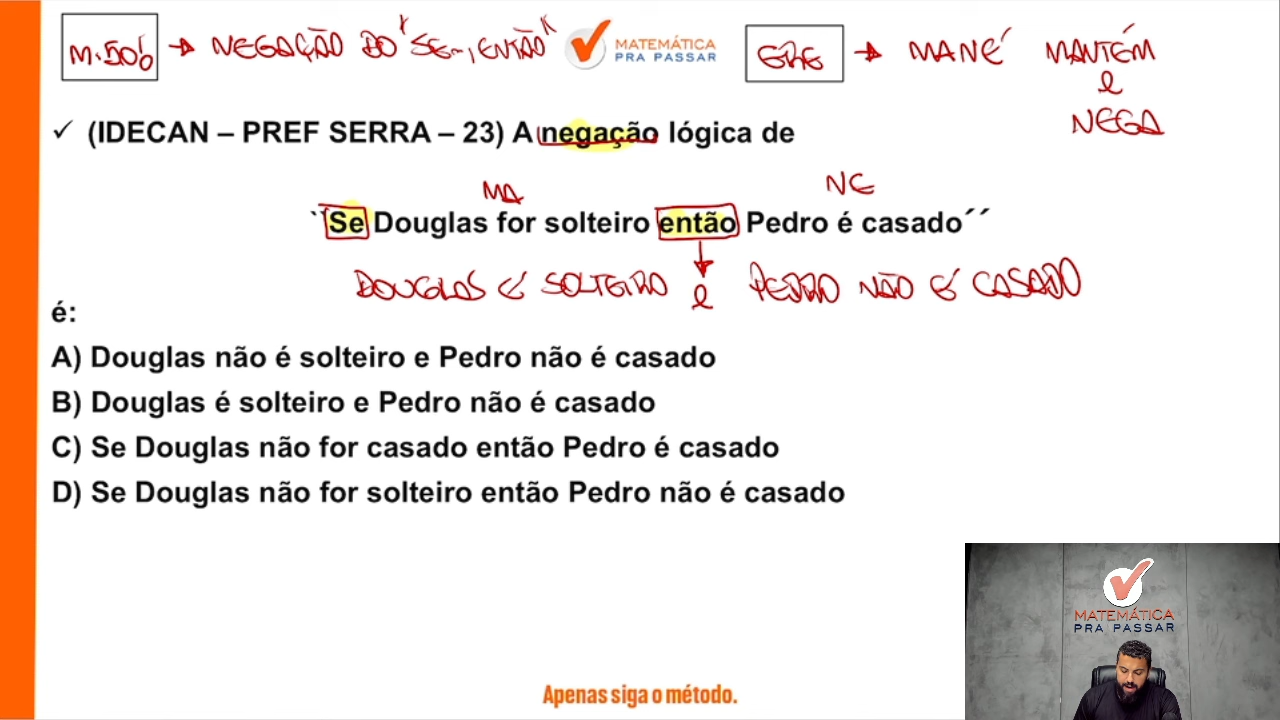 M.50% → NEGAÇÃO DO "SE..., ENTÃO"
MATEMÁTICA
PRA PASSAR
→ MANÉ MANTÉM
e
NEGA
✓ (IDECAN – PREF SERRA – 23) A negação lógica de
MA NE
``Se Douglas for solteiro então Pedro é casado´´
DOUGLAS É SOLTEIRO e PEDRO NÃO É CASADO
é:
A) Douglas não é solteiro e Pedro não é casado
B) Douglas é solteiro e Pedro não é casado
C) Se Douglas não for casado então Pedro é casado
D) Se Douglas não for solteiro então Pedro não é casado
MATEMÁTICA
PRA PASSAR
Apenas siga o método.